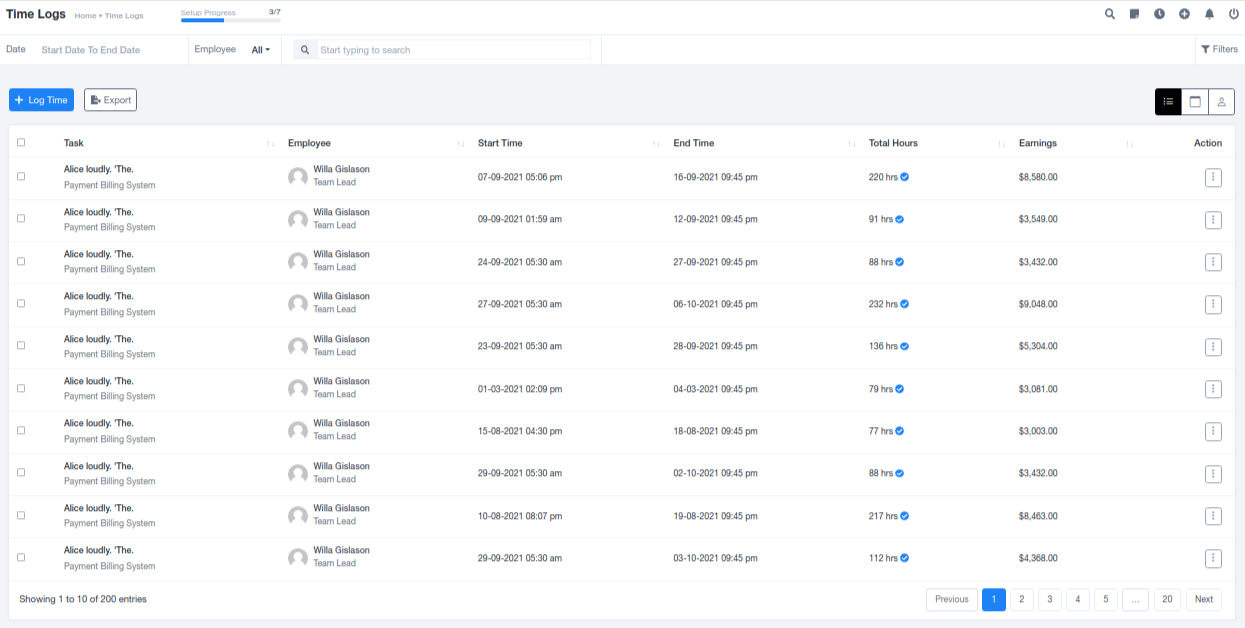 Time Logs Home • Time Logs Setup Progress 3/7
Date Start Date To End Date Employee All Start typing to search Filters
+ Log Time Export
Task Employee Start Time End Time Total Hours Earnings Action
Alice loudly. 'The. Willa Gislason
Payment Billing System Team Lead 07-09-2021 05:06 pm 16-09-2021 09:45 pm 220 hrs $8,580.00
Alice loudly. 'The. Willa Gislason
Payment Billing System Team Lead 09-09-2021 01:59 am 12-09-2021 09:45 pm 91 hrs $3,549.00
Alice loudly. 'The. Willa Gislason
Payment Billing System Team Lead 24-09-2021 05:30 am 27-09-2021 09:45 pm 88 hrs $3,432.00
Alice loudly. 'The. Willa Gislason
Payment Billing System Team Lead 27-09-2021 05:30 am 06-10-2021 09:45 pm 232 hrs $9,048.00
Alice loudly. 'The. Willa Gislason
Payment Billing System Team Lead 23-09-2021 05:30 am 28-09-2021 09:45 pm 136 hrs $5,304.00
Alice loudly. 'The. Willa Gislason
Payment Billing System Team Lead 01-03-2021 02:09 pm 04-03-2021 09:45 pm 79 hrs $3,081.00
Alice loudly. 'The. Willa Gislason
Payment Billing System Team Lead 15-08-2021 04:30 pm 18-08-2021 09:45 pm 77 hrs $3,003.00
Alice loudly. 'The. Willa Gislason
Payment Billing System Team Lead 29-09-2021 05:30 am 02-10-2021 09:45 pm 88 hrs $3,432.00
Alice loudly. 'The. Willa Gislason
Payment Billing System Team Lead 10-08-2021 08:07 pm 19-08-2021 09:45 pm 217 hrs $8,463.00
Alice loudly. 'The. Willa Gislason
Payment Billing System Team Lead 29-09-2021 05:30 am 03-10-2021 09:45 pm 112 hrs $4,368.00
Showing 1 to 10 of 200 entries Previous 1 2 3 4 5 ... 20 Next